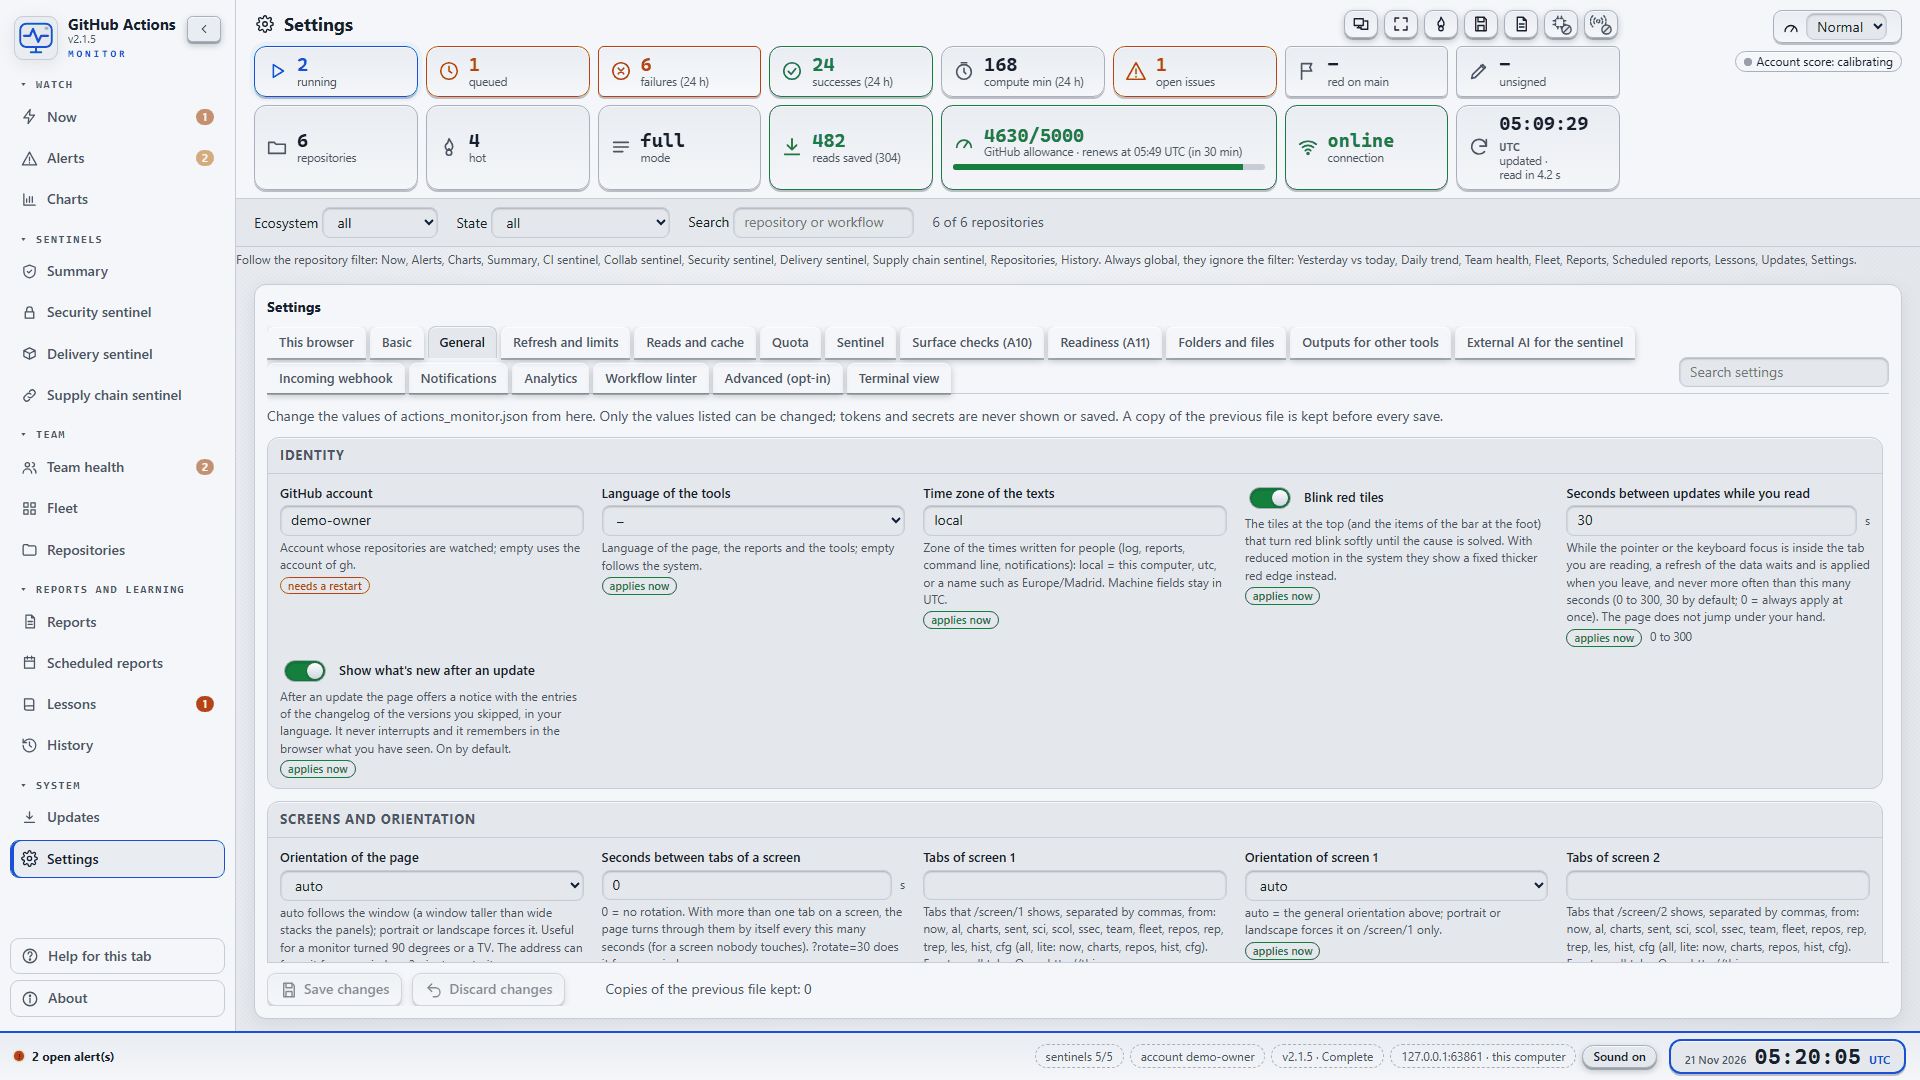 GitHub Actions
v2.1.5
MONITOR
WATCH
Now 1
Alerts 2
Charts
SENTINELS
Summary
Security sentinel
Delivery sentinel
Supply chain sentinel
TEAM
Team health 2
Fleet
Repositories
REPORTS AND LEARNING
Reports
Scheduled reports
Lessons 1
History
SYSTEM
Updates
Settings
Help for this tab
About
Settings
Normal
Account score: calibrating
2
running
1
queued
6
failures (24 h)
24
successes (24 h)
168
compute min (24 h)
1
open issues
–
red on main
–
unsigned
6
repositories
4
hot
full
mode
482
reads saved (304)
4630/5000
GitHub allowance · renews at 05:49 UTC (in 30 min)
online
connection
05:09:29
UTC
updated ·
read in 4.2 s
Ecosystem all State all Search repository or workflow 6 of 6 repositories
Follow the repository filter: Now, Alerts, Charts, Summary, CI sentinel, Collab sentinel, Security sentinel, Delivery sentinel, Supply chain sentinel, Repositories, History. Always global, they ignore the filter: Yesterday vs today, Daily trend, Team health, Fleet, Reports, Scheduled reports, Lessons, Updates, Settings.
Settings
This browser Basic General Refresh and limits Reads and cache Quota Sentinel Surface checks (A10) Readiness (A11) Folders and files Outputs for other tools External AI for the sentinel
Incoming webhook Notifications Analytics Workflow linter Advanced (opt-in) Terminal view Search settings
Change the values of actions_monitor.json from here. Only the values listed can be changed; tokens and secrets are never shown or saved. A copy of the previous file is kept before every save.
IDENTITY
GitHub account
demo-owner
Account whose repositories are watched; empty uses the
account of gh.
needs a restart
Language of the tools
–
Language of the page, the reports and the tools; empty
follows the system.
applies now
Time zone of the texts
local
Zone of the times written for people (log, reports,
command line, notifications): local = this computer, utc,
or a name such as Europe/Madrid. Machine fields stay in
UTC.
applies now
Blink red tiles
The tiles at the top (and the items of the bar at the foot)
that turn red blink softly until the cause is solved. With
reduced motion in the system they show a fixed thicker
red edge instead.
applies now
Seconds between updates while you read
30 s
While the pointer or the keyboard focus is inside the tab
you are reading, a refresh of the data waits and is applied
when you leave, and never more often than this many
seconds (0 to 300, 30 by default; 0 = always apply at
once). The page does not jump under your hand.
applies now 0 to 300
Show what's new after an update
After an update the page offers a notice with the entries
of the changelog of the versions you skipped, in your
language. It never interrupts and it remembers in the
browser what you have seen. On by default.
applies now
SCREENS AND ORIENTATION
Orientation of the page
auto
auto follows the window (a window taller than wide
stacks the panels); portrait or landscape forces it. Useful
for a monitor turned 90 degrees or a TV. The address can
Seconds between tabs of a screen
0 s
0 = no rotation. With more than one tab on a screen, the
page turns through them by itself every this many
seconds (for a screen nobody touches). ?rotate=30 does
Tabs of screen 1
Tabs that /screen/1 shows, separated by commas, from:
now, al, charts, sent, sci, scol, ssec, team, fleet, repos, rep,
trep, les, hist, cfg (all, lite: now, charts, repos, hist, cfg).
Orientation of screen 1
auto
auto = the general orientation above; portrait or
landscape forces it on /screen/1 only.
applies now
Tabs of screen 2
Tabs that /screen/2 shows, separated by commas, from:
now, al, charts, sent, sci, scol, ssec, team, fleet, repos, rep,
trep, les, hist, cfg (all, lite: now, charts, repos, hist, cfg).
Save changes Discard changes Copies of the previous file kept: 0
2 open alert(s)
sentinels 5/5 account demo-owner v2.1.5 · Complete 127.0.0.1:63861 · this computer Sound on 21 Nov 2026 05:20:05 UTC